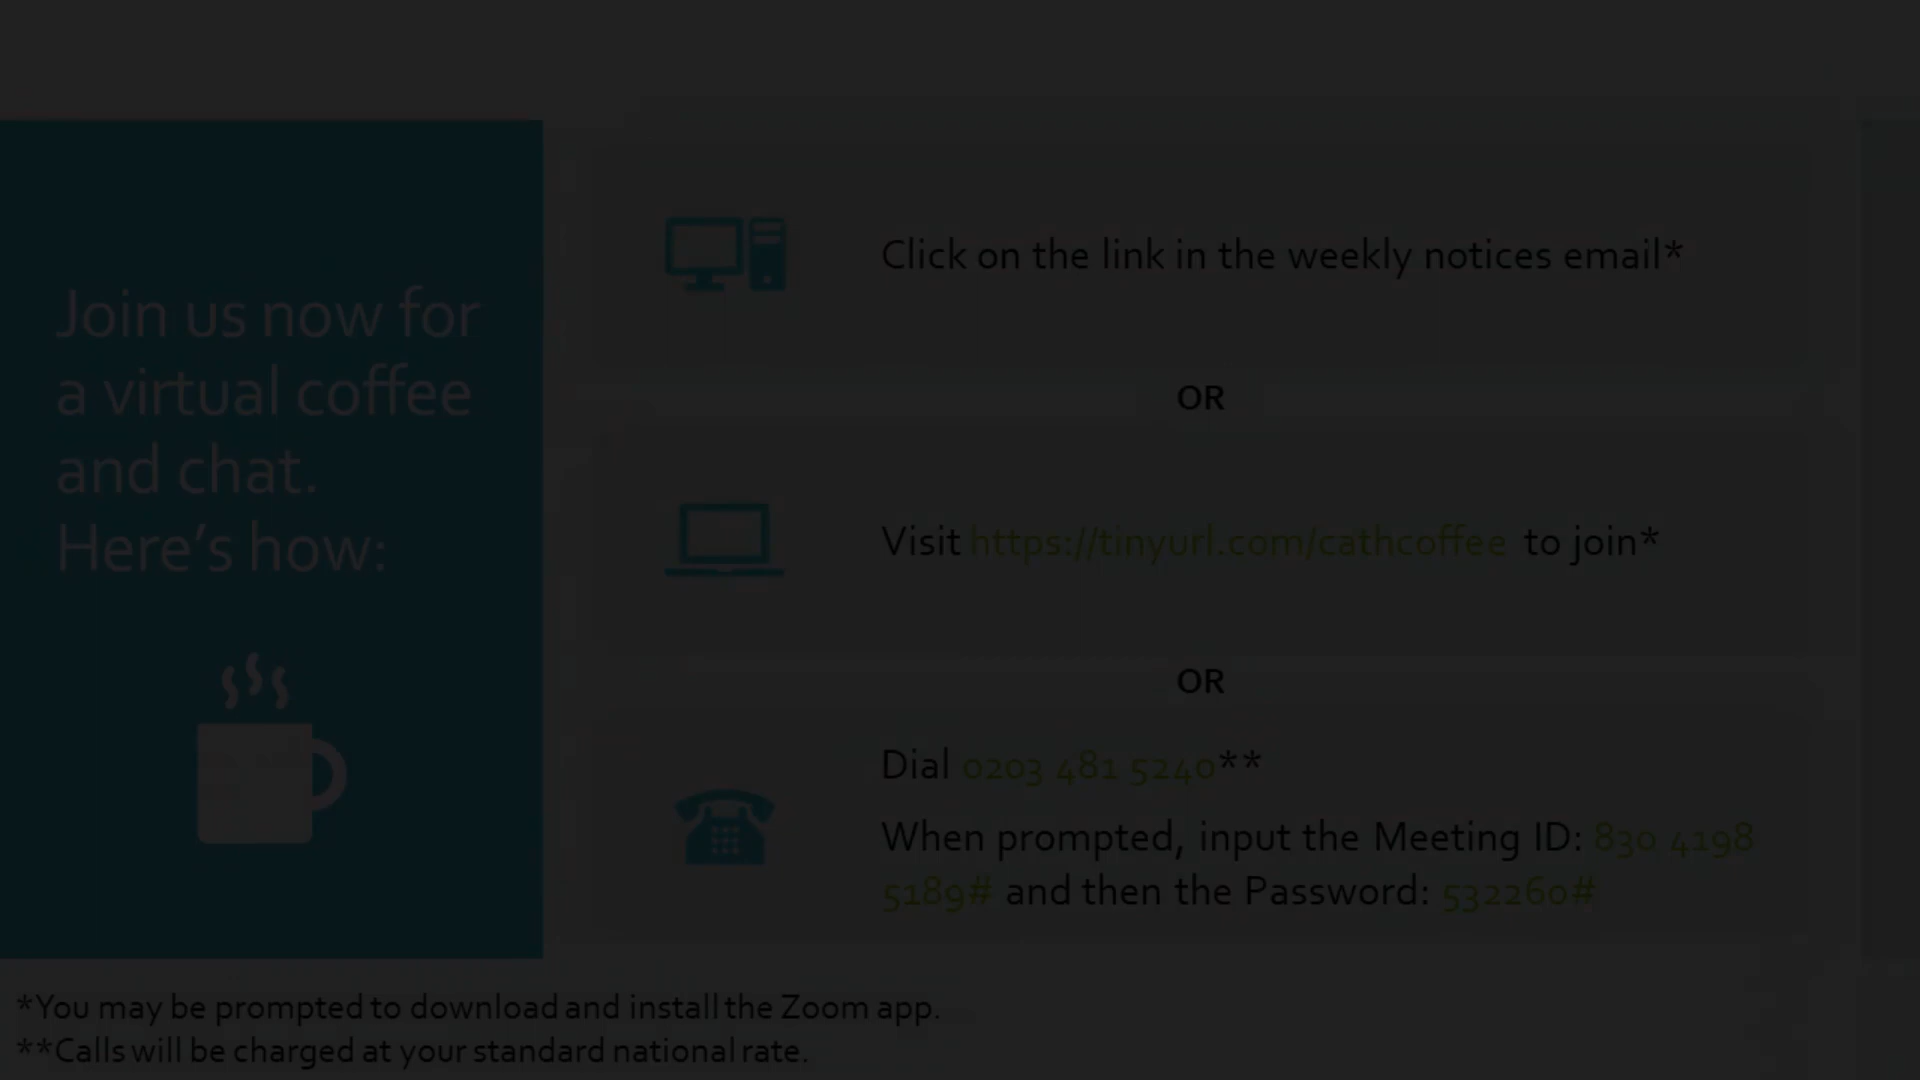 Join us now for
a virtual coffee
and chat.
Here's how:
Click on the link in the weekly notices email*
OR
Visit https://tinyurl.com/cathcoffee to join*
OR
Dial 0203 481 5240**
When prompted, input the Meeting ID: 830 4198
5189# and then the Password: 532260#
*You may be prompted to download and install the Zoom app.
**Calls will be charged at your standard national rate.